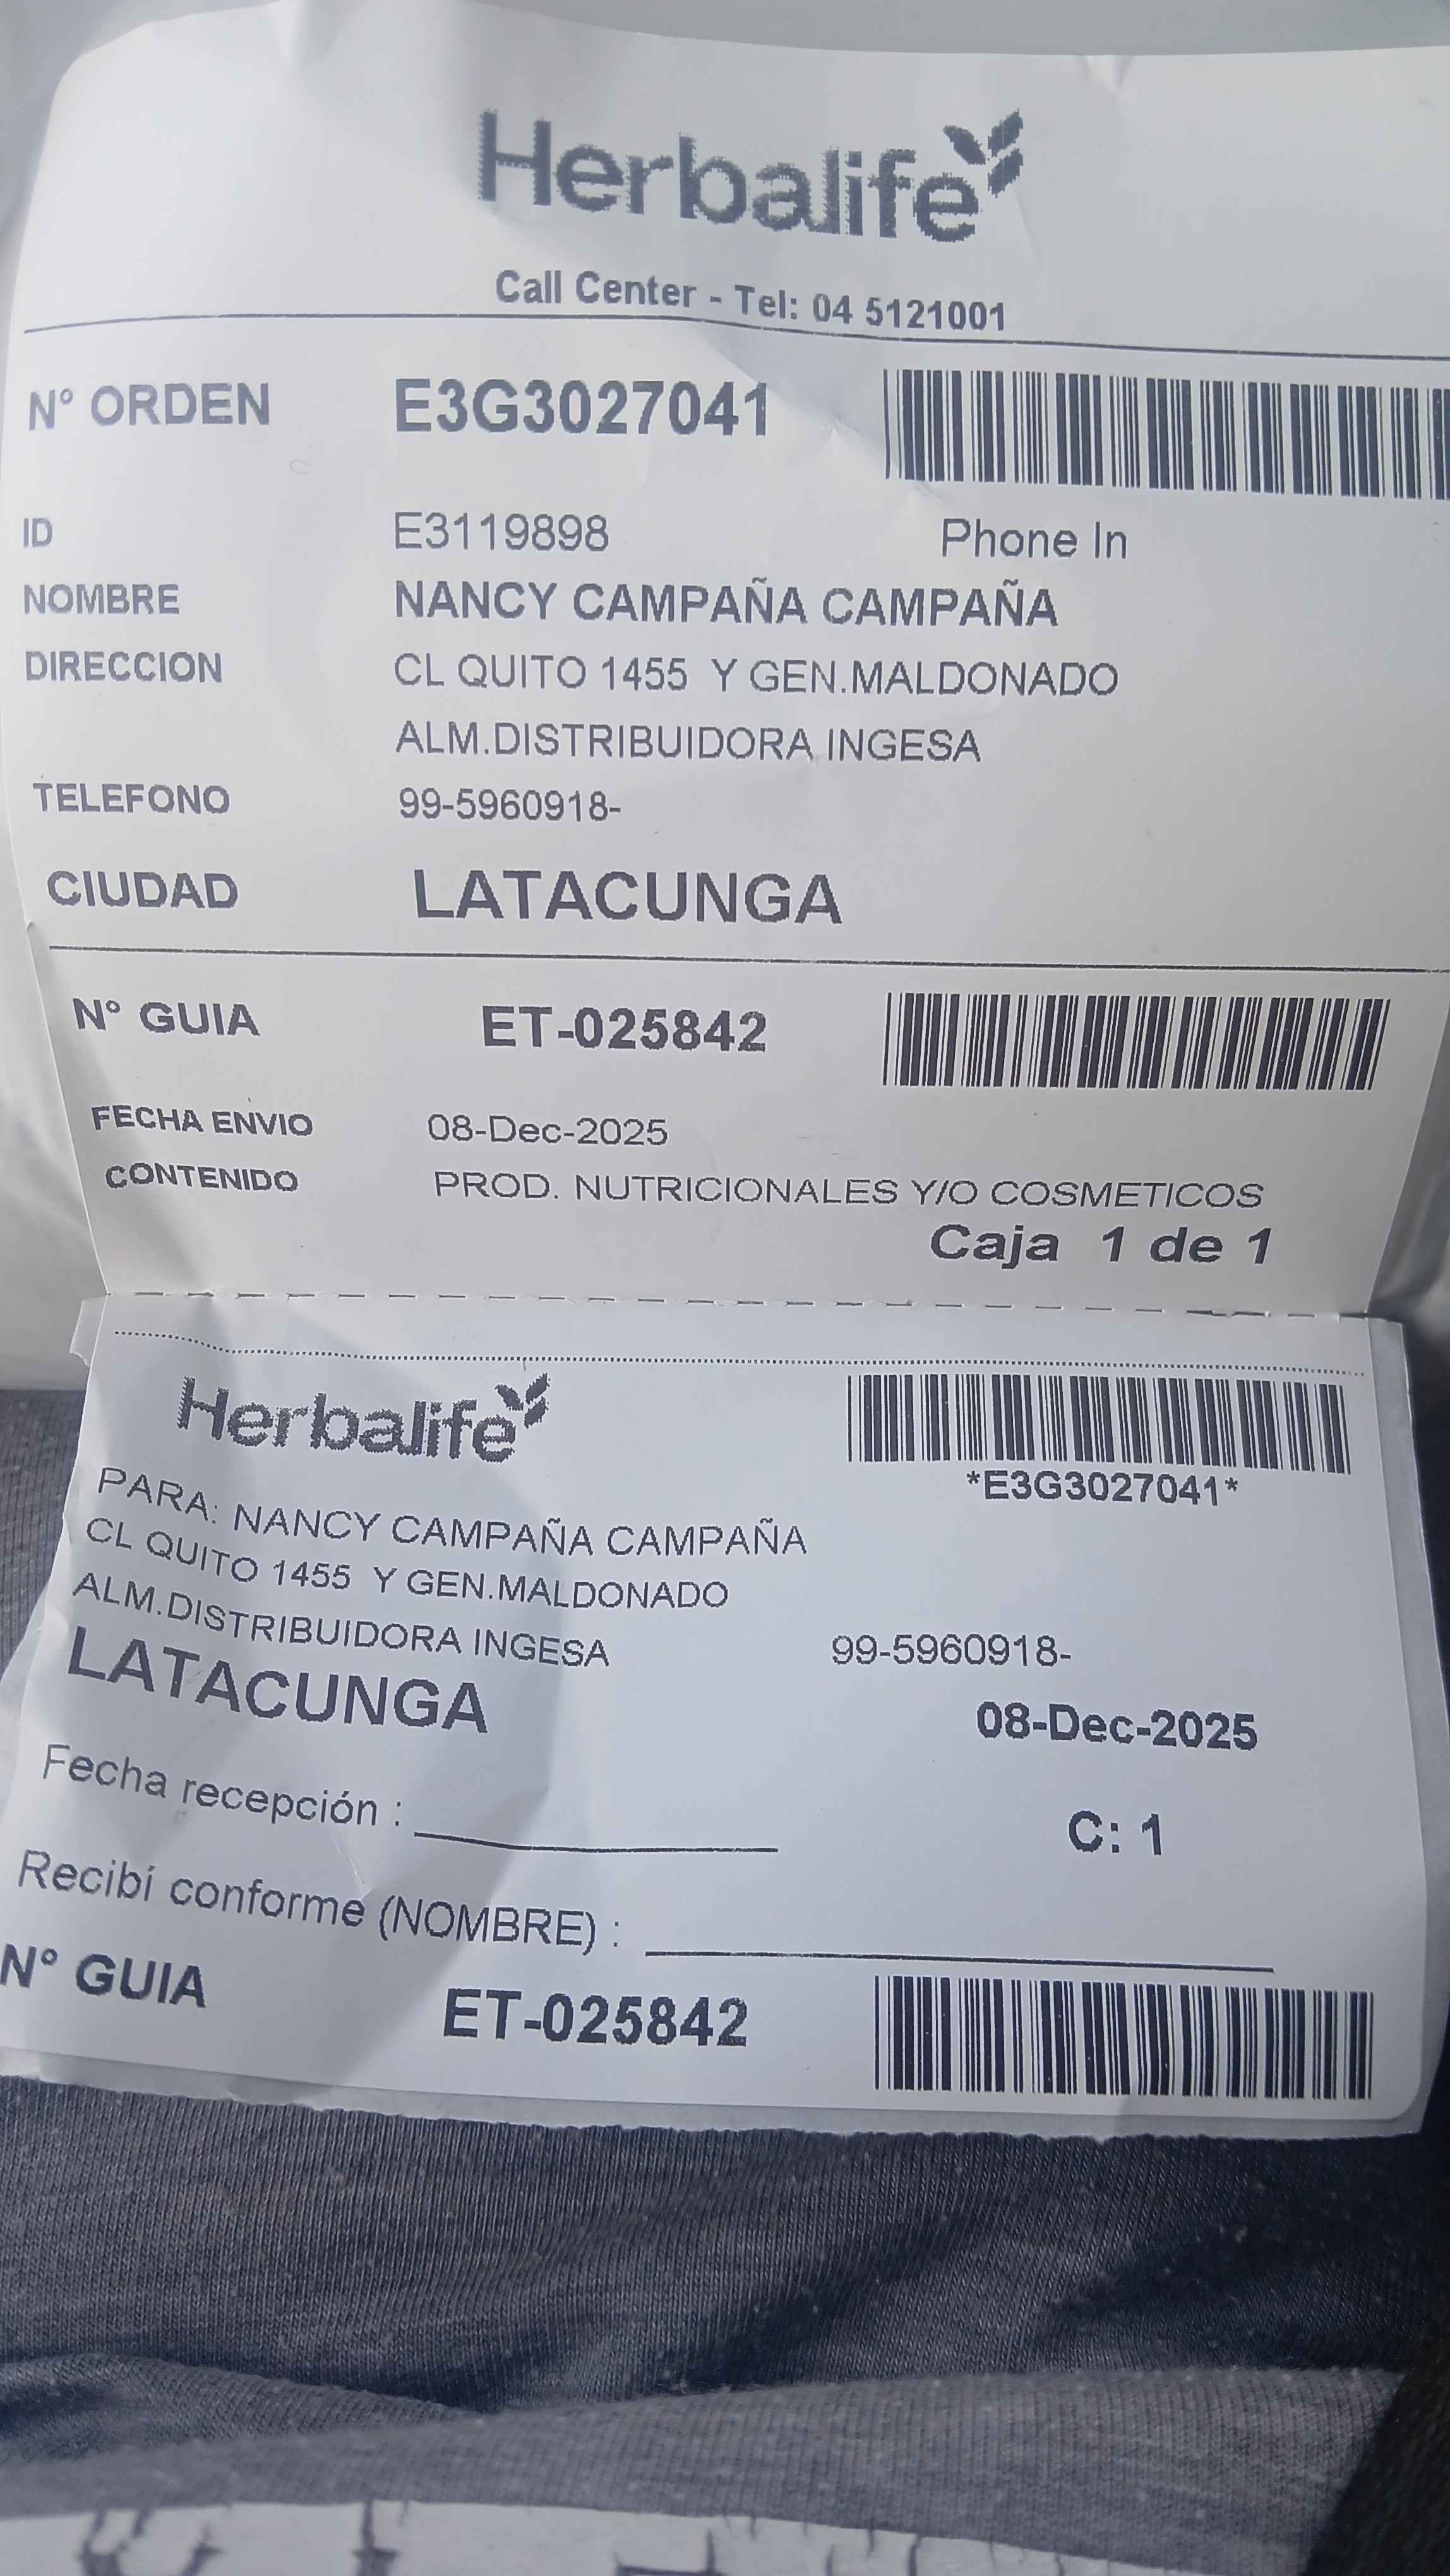 Herbalife
Call Center - Tel: 04 5121001
N° ORDEN E3G3027041
ID E3119898 Phone In
NOMBRE NANCY CAMPAÑA CAMPAÑA
DIRECCION CL QUITO 1455 Y GEN.MALDONADO
ALM.DISTRIBUIDORA INGESA
TELEFONO 99-5960918-
CIUDAD LATACUNGA
N° GUIA ET-025842
FECHA ENVIO 08-Dec-2025
CONTENIDO PROD. NUTRICIONALES Y/O COSMETICOS
Caja 1 de 1
Herbalife
*E3G3027041*
PARA: NANCY CAMPAÑA CAMPAÑA
CL QUITO 1455 Y GEN.MALDONADO
ALM.DISTRIBUIDORA INGESA 99-5960918-
LATACUNGA 08-Dec-2025
Fecha recepción :
C: 1
Recibí conforme (NOMBRE) :
N° GUIA ET-025842